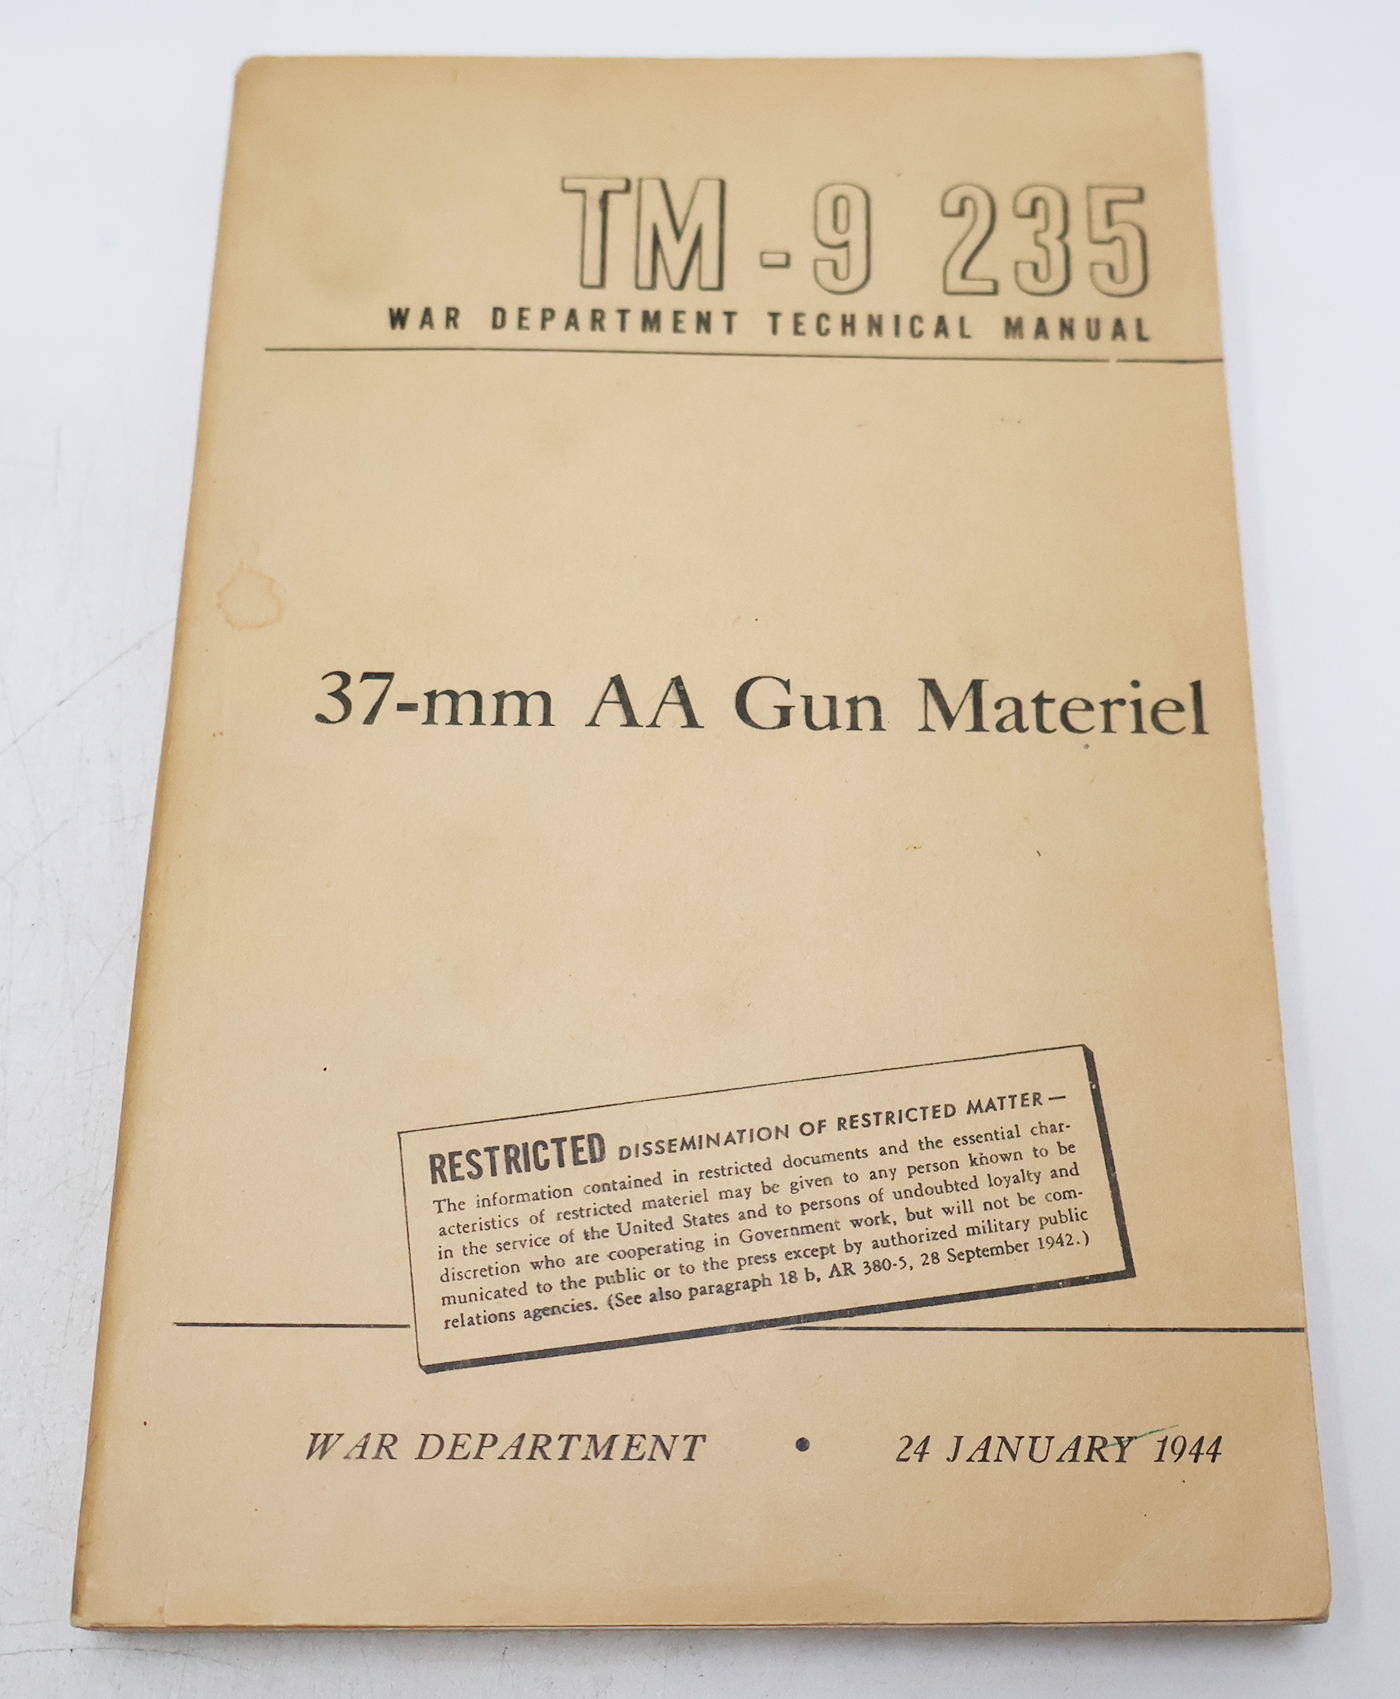 TM-9 235
WAR DEPARTMENT TECHNICAL MANUAL
37-mm AA Gun Materiel
RESTRICTED DISSEMINATION OF RESTRICTED MATTER—
The information contained in restricted documents and the essential char-
acteristics of restricted materiel may be given to any person known to be
in the service of the United States and to persons of undoubted loyalty and
discretion who are cooperating in Government work, but will not be com-
municated to the public or to the press except by authorized military public
relations agencies. (See also paragraph 18 b, AR 380-5, 28 September 1942.)
WAR DEPARTMENT • 24 JANUARY 1944